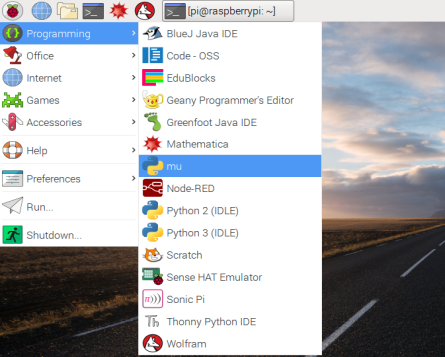 [pi@raspberrypi: ~]
Programming
Office
Internet
Games
Accessories
Help
Preferences
Run...
Shutdown...
BlueJ Java IDE
Code - OSS
EduBlocks
Geany Programmer's Editor
Greenfoot Java IDE
Mathematica
mu
Node-RED
Python 2 (IDLE)
Python 3 (IDLE)
Scratch
Sense HAT Emulator
Sonic Pi
Thonny Python IDE
Wolfram